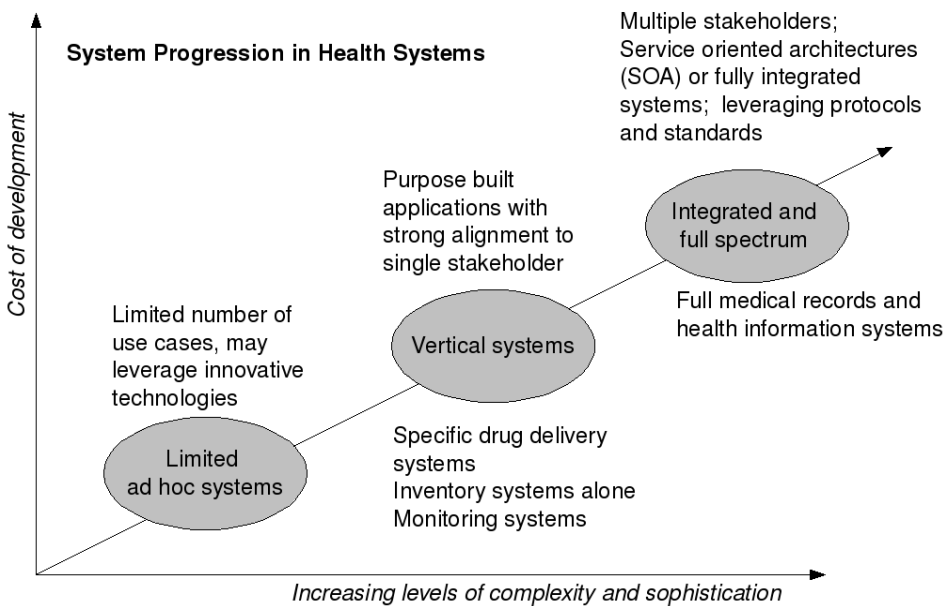 System Progression in Health Systems
Cost of development
Multiple stakeholders;
Service oriented architectures
(SOA) or fully integrated
systems;  leveraging protocols
and standards
Integrated and
full spectrum
Full medical records and
health information systems
Purpose built
applications with
strong alignment to
single stakeholder
Vertical systems
Specific drug delivery
systems
Inventory systems alone
Monitoring systems
Limited number of
use cases, may
leverage innovative
technologies
Limited
ad hoc systems
Increasing levels of complexity and sophistication